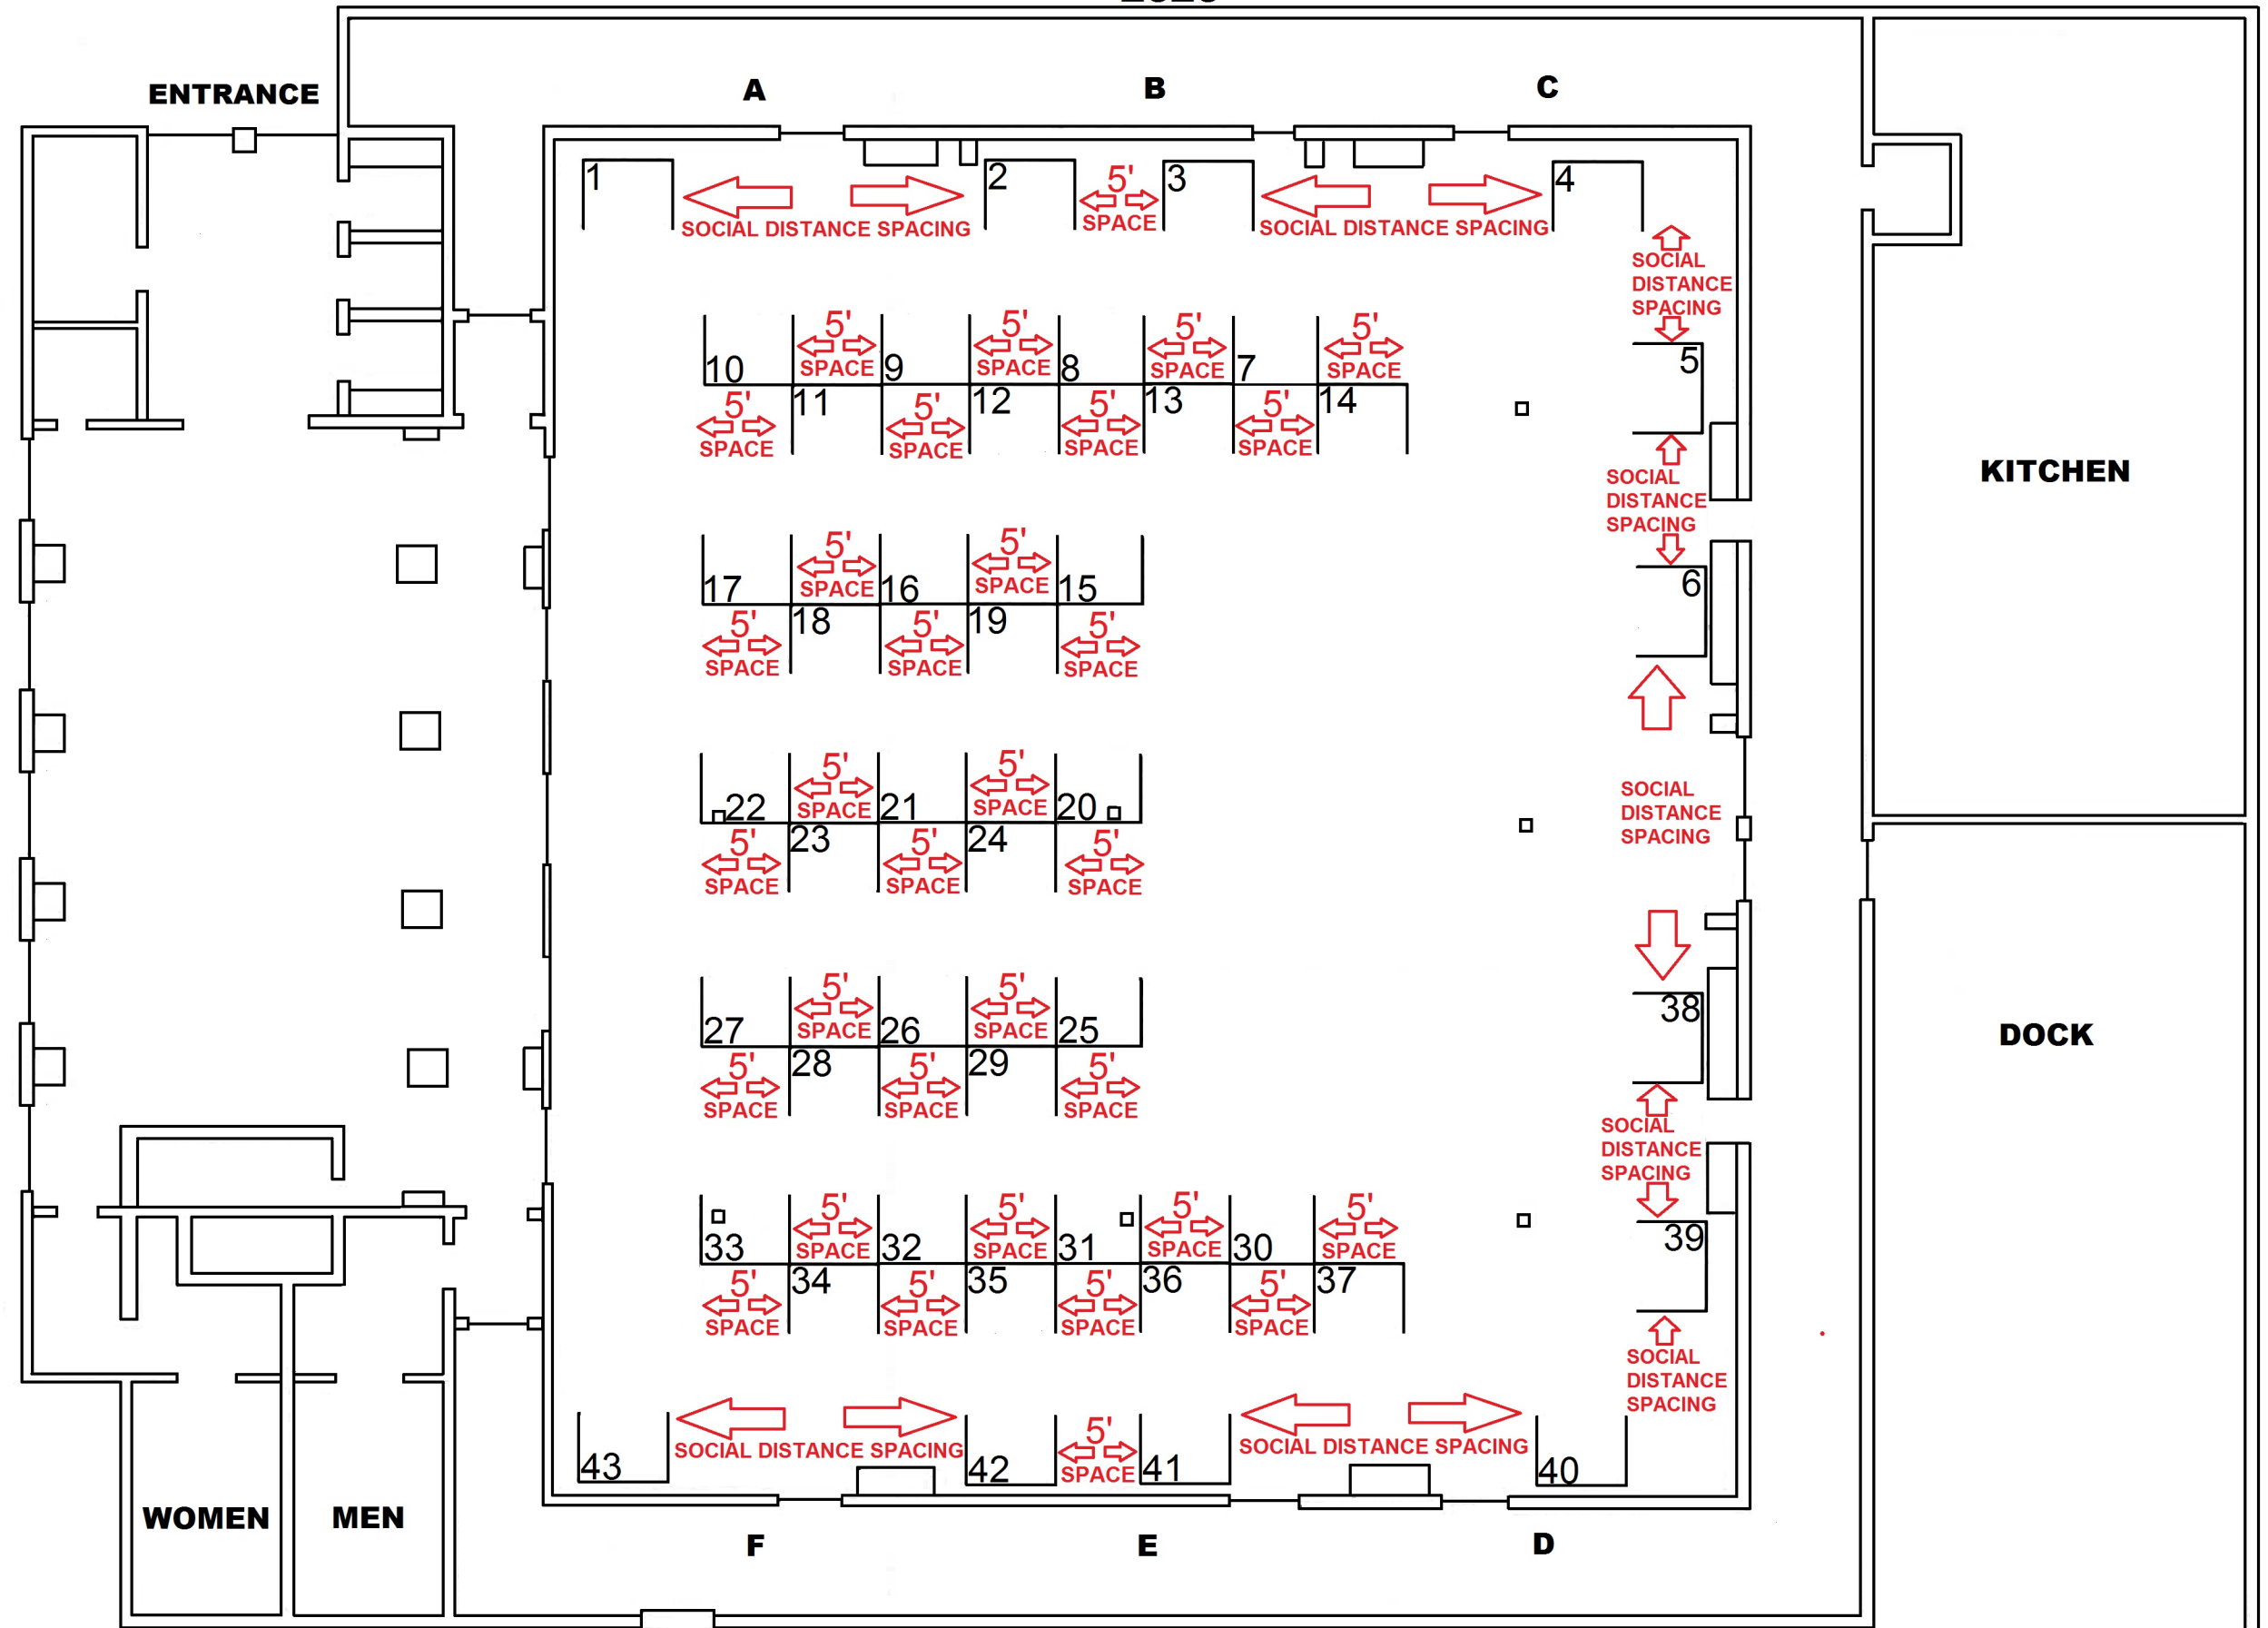 ENTRANCE
A B C
1 2 5' 3 4
SPACE
SOCIAL DISTANCE SPACING SOCIAL DISTANCE SPACING
SOCIAL
DISTANCE
SPACING
5' 5' 5' 5'
10 SPACE 9 SPACE 8 SPACE 7 SPACE
5
5' 11 5' 12 5' 13 5' 14
SPACE SPACE SPACE SPACE
KITCHEN
SOCIAL
DISTANCE
SPACING
5' 5'
17 SPACE 16 SPACE 15
6
5' 18 5' 19 5'
SPACE SPACE SPACE
5' 5'
22 SPACE 21 SPACE 20
SOCIAL
DISTANCE
SPACING
5' 23 5' 24 5'
SPACE SPACE SPACE
5' 5'
27 SPACE 26 SPACE 25
38
DOCK
5' 28 5' 29 5'
SPACE SPACE SPACE
SOCIAL
DISTANCE
SPACING
5' 5' 5' 5'
33 SPACE 32 SPACE 31 SPACE 30 SPACE
39
5' 34 5' 35 5' 36 5' 37
SPACE SPACE SPACE SPACE
SOCIAL
DISTANCE
SPACING
SOCIAL DISTANCE SPACING 5' SOCIAL DISTANCE SPACING
43 42 SPACE 41 40
WOMEN MEN
F E D